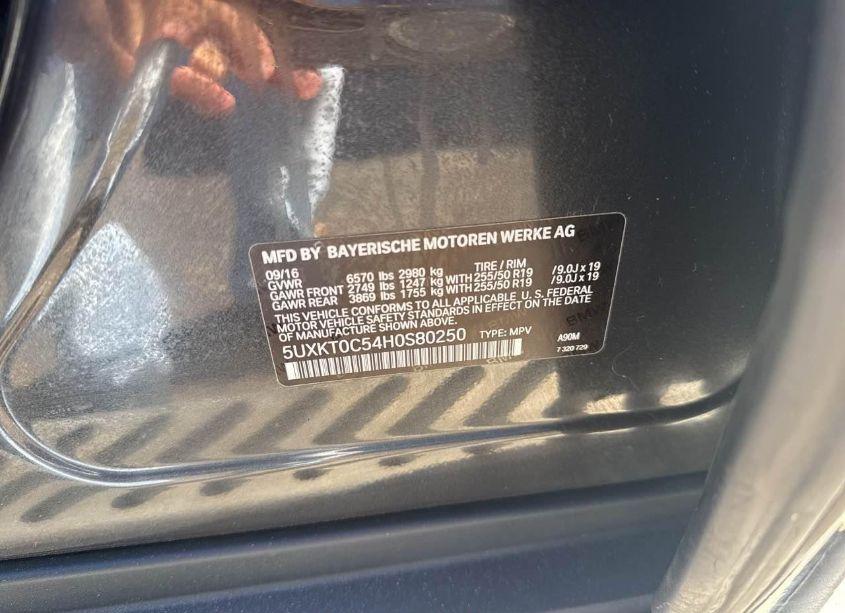 MFD BY BAYERISCHE MOTOREN WERKE AG
09/16 TIRE / RIM
GVWR 6570 lbs 2980 kg
GAWR FRONT 2749 lbs 1247 kg WITH 255/50 R19 /9.0J x 19
GAWR REAR 3869 lbs 1755 kg WITH 255/50 R19 /9.0J x 19
THIS VEHICLE CONFORMS TO ALL APPLICABLE U. S. FEDERAL
MOTOR VEHICLE SAFETY STANDARDS IN EFFECT ON THE DATE
OF MANUFACTURE SHOWN ABOVE.
5UXKT0C54H0S80250 TYPE: MPV A90M
7 320 729